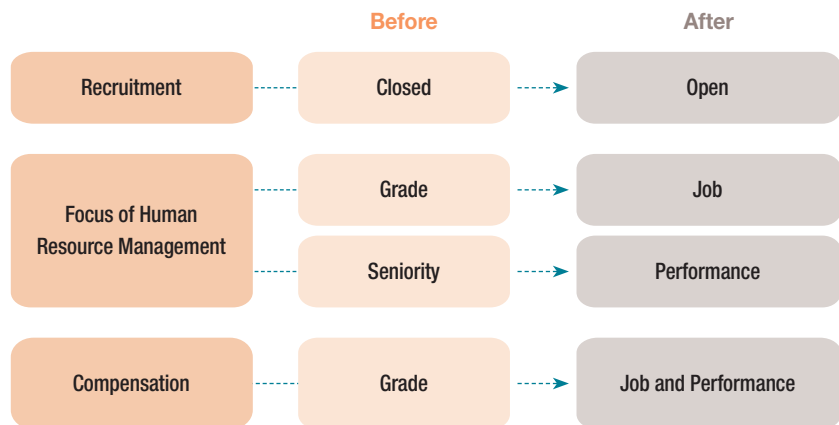 Before
After
Recruitment
Closed
Open
Focus of Human
Resource Management
Grade
Job
Seniority
Performance
Compensation
Grade
Job and Performance